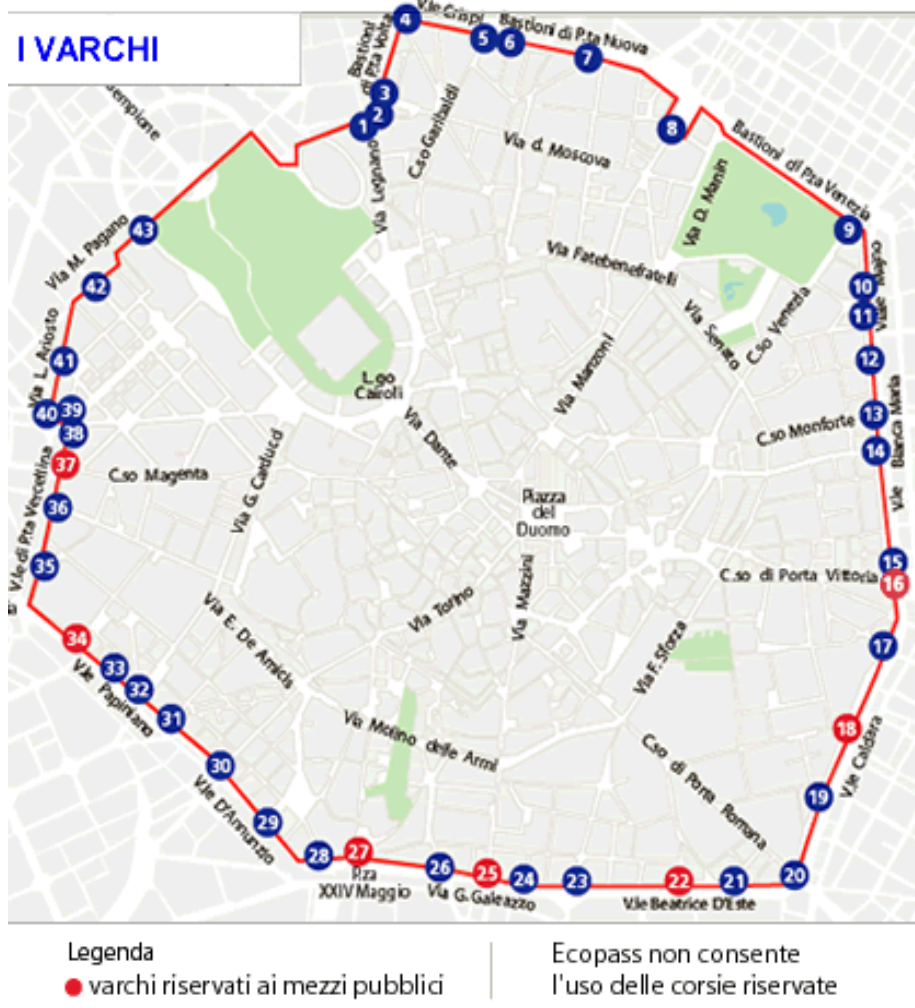 I VARCHI
V.le Crispi
Bastioni di P.ta Nuova
Bastioni
di P.ta Volta
4
5
6
7
3
2
1
8
C.so Garibaldi
Via d. Moscova
Bastioni di P.ta Venezia
Via Legnano
Via D. Manin
Via M. Pagano
43
9
42
Via Fatebenefratelli
10
11
Viale Majno
Via Senato
C.so Venezia
Via L. Ariosto
41
12
Via Manzoni
L.go
Cairoli
40
39
38
13
14
C.so Monforte
V.le Bianca Maria
Via Dante
37
C.so Magenta
Via G. Carducci
V.le di P.ta Vercellina
36
Piazza
del
Duomo
35
15
16
C.so di Porta Vittoria
Via Mazzini
Via Torino
34
33
32
31
V.le Papiniano
Via E. De Amicis
Via F. Sforza
17
18
V.le Caldara
Via Molino delle Armi
C.so di Porta Romana
30
19
V.le D'Annunzio
29
28
27
26
25
24
23
22
21
20
P.za
XXIV Maggio
Via G. Galeazzo
V.le Beatrice D'Este
Legenda
varchi riservati ai mezzi pubblici
Ecopass non consente
l'uso delle corsie riservate